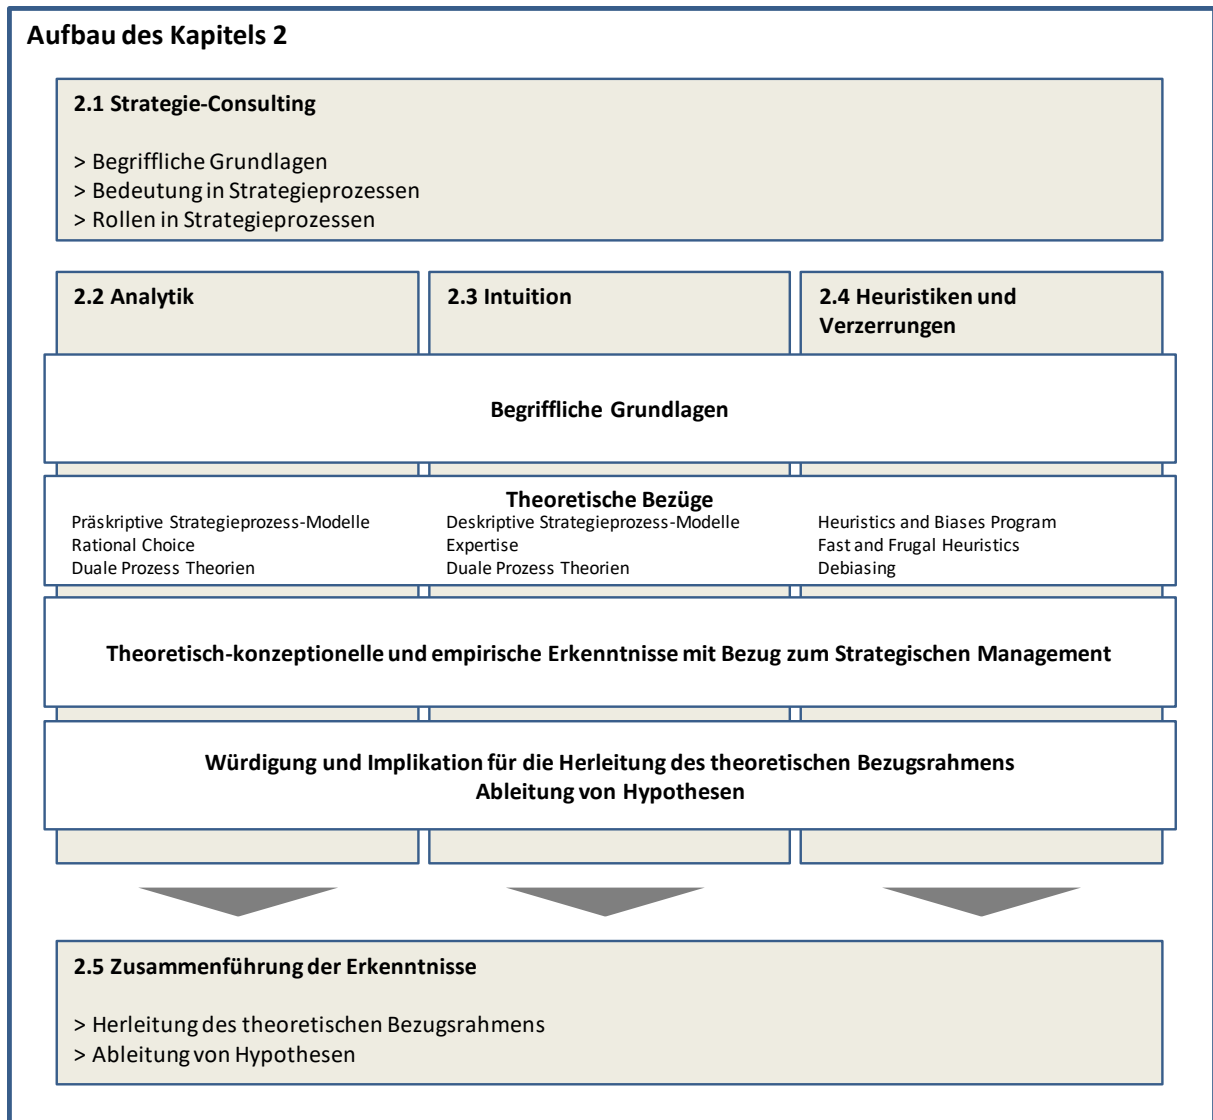 Aufbau des Kapitels 2
2.1 Strategie-Consulting
> Begriffliche Grundlagen
> Bedeutung in Strategieprozessen
> Rollen in Strategieprozessen
2.2 Analytik
2.3 Intuition
2.4 Heuristiken und
Verzerrungen
Begriffliche Grundlagen
Theoretische Bezüge
Präskriptive Strategieprozess-Modelle
Rational Choice
Duale Prozess Theorien
Deskriptive Strategieprozess-Modelle
Expertise
Duale Prozess Theorien
Heuristics and Biases Program
Fast and Frugal Heuristics
Debiasing
Theoretisch-konzeptionelle und empirische Erkenntnisse mit Bezug zum Strategischen Management
Würdigung und Implikation für die Herleitung des theoretischen Bezugsrahmens
Ableitung von Hypothesen
2.5 Zusammenführung der Erkenntnisse
> Herleitung des theoretischen Bezugsrahmens
> Ableitung von Hypothesen